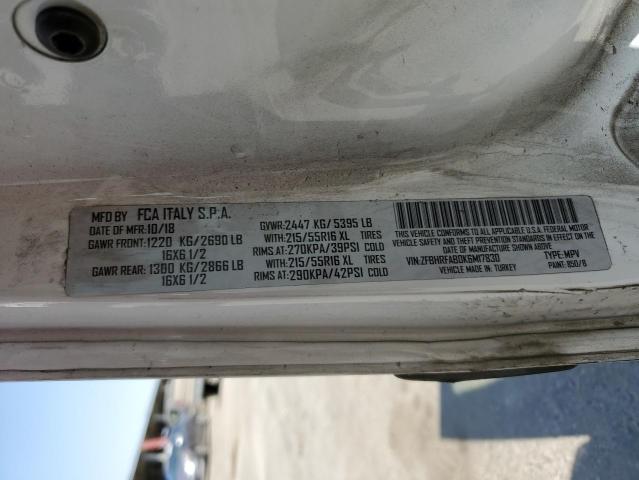 MFD BY FCA ITALY S.P.A.
DATE OF MFR: 10/18 GVWR: 2447 KG/5395 LB
GAWR FRONT: 1220 KG/2690 LB WITH: 215/55R16 XL TIRES
16X6 1/2 RIMS AT: 270KPA/39PSI COLD
GAWR REAR: 1300 KG/2866 LB WITH: 215/55R16 XL TIRES
16X6 1/2 RIMS AT: 290KPA/42PSI COLD
THIS VEHICLE CONFORMS TO ALL APPLICABLE U.S.A. FEDERAL MOTOR
VEHICLE SAFETY STANDARDS IN EFFECT ON THE
DATE OF MANUFACTURE SHOWN ABOVE.
VIN: ZFBHRFAB0K6M17830 TYPE: MPV
MADE IN: TURKEY PAINT: 850/B